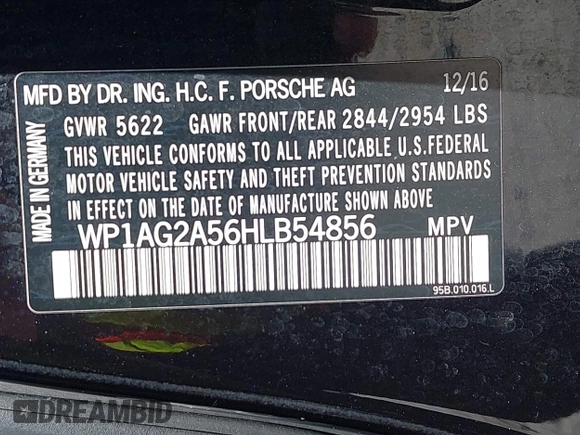 MFD BY DR. ING. H.C. F. PORSCHE AG 12/16
GVWR 5622 GAWR FRONT/REAR 2844/2954 LBS
THIS VEHICLE CONFORMS TO ALL APPLICABLE U.S.FEDERAL
MOTOR VEHICLE SAFETY AND THEFT PREVENTION STANDARDS
IN EFFECT ON THE DATE OF MANUFACTURE SHOWN ABOVE
WP1AG2A56HLB54856 MPV
MADE IN GERMANY
95B.010.016.L
DREAMBID